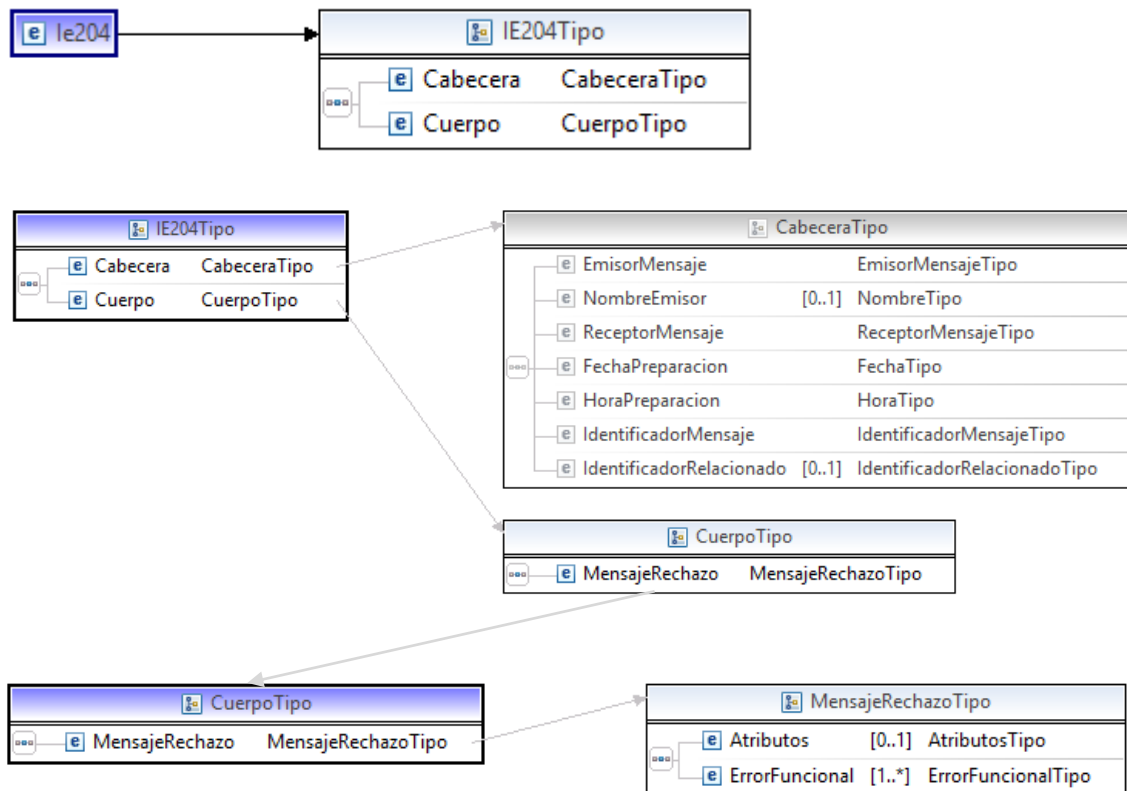 e Ie204
IE204Tipo
e Cabecera CabeceraTipo
e Cuerpo CuerpoTipo
IE204Tipo
e Cabecera CabeceraTipo
e Cuerpo CuerpoTipo
CabeceraTipo
e EmisorMensaje EmisorMensajeTipo
e NombreEmisor [0..1] NombreTipo
e ReceptorMensaje ReceptorMensajeTipo
e FechaPreparacion FechaTipo
e HoraPreparacion HoraTipo
e IdentificadorMensaje IdentificadorMensajeTipo
e IdentificadorRelacionado [0..1] IdentificadorRelacionadoTipo
CuerpoTipo
e MensajeRechazo MensajeRechazoTipo
CuerpoTipo
e MensajeRechazo MensajeRechazoTipo
MensajeRechazoTipo
e Atributos [0..1] AtributosTipo
e ErrorFuncional [1..*] ErrorFuncionalTipo